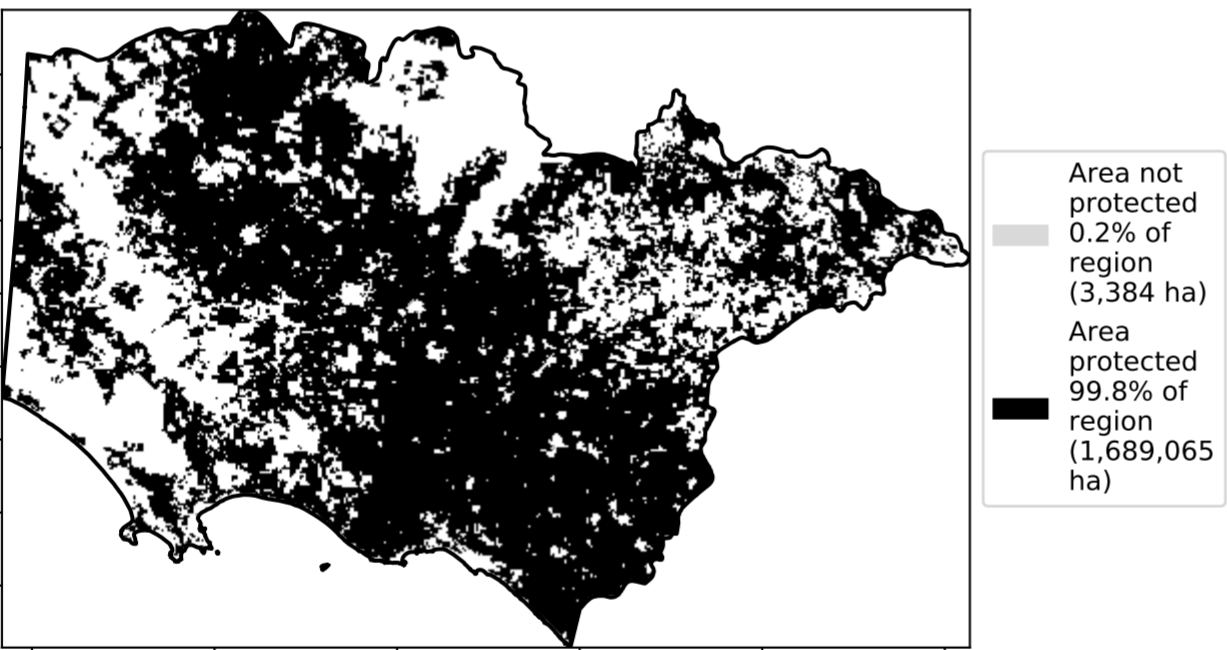 Area not
protected
0.2% of
region
(3,384 ha)
Area
protected
99.8% of
region
(1,689,065
ha)